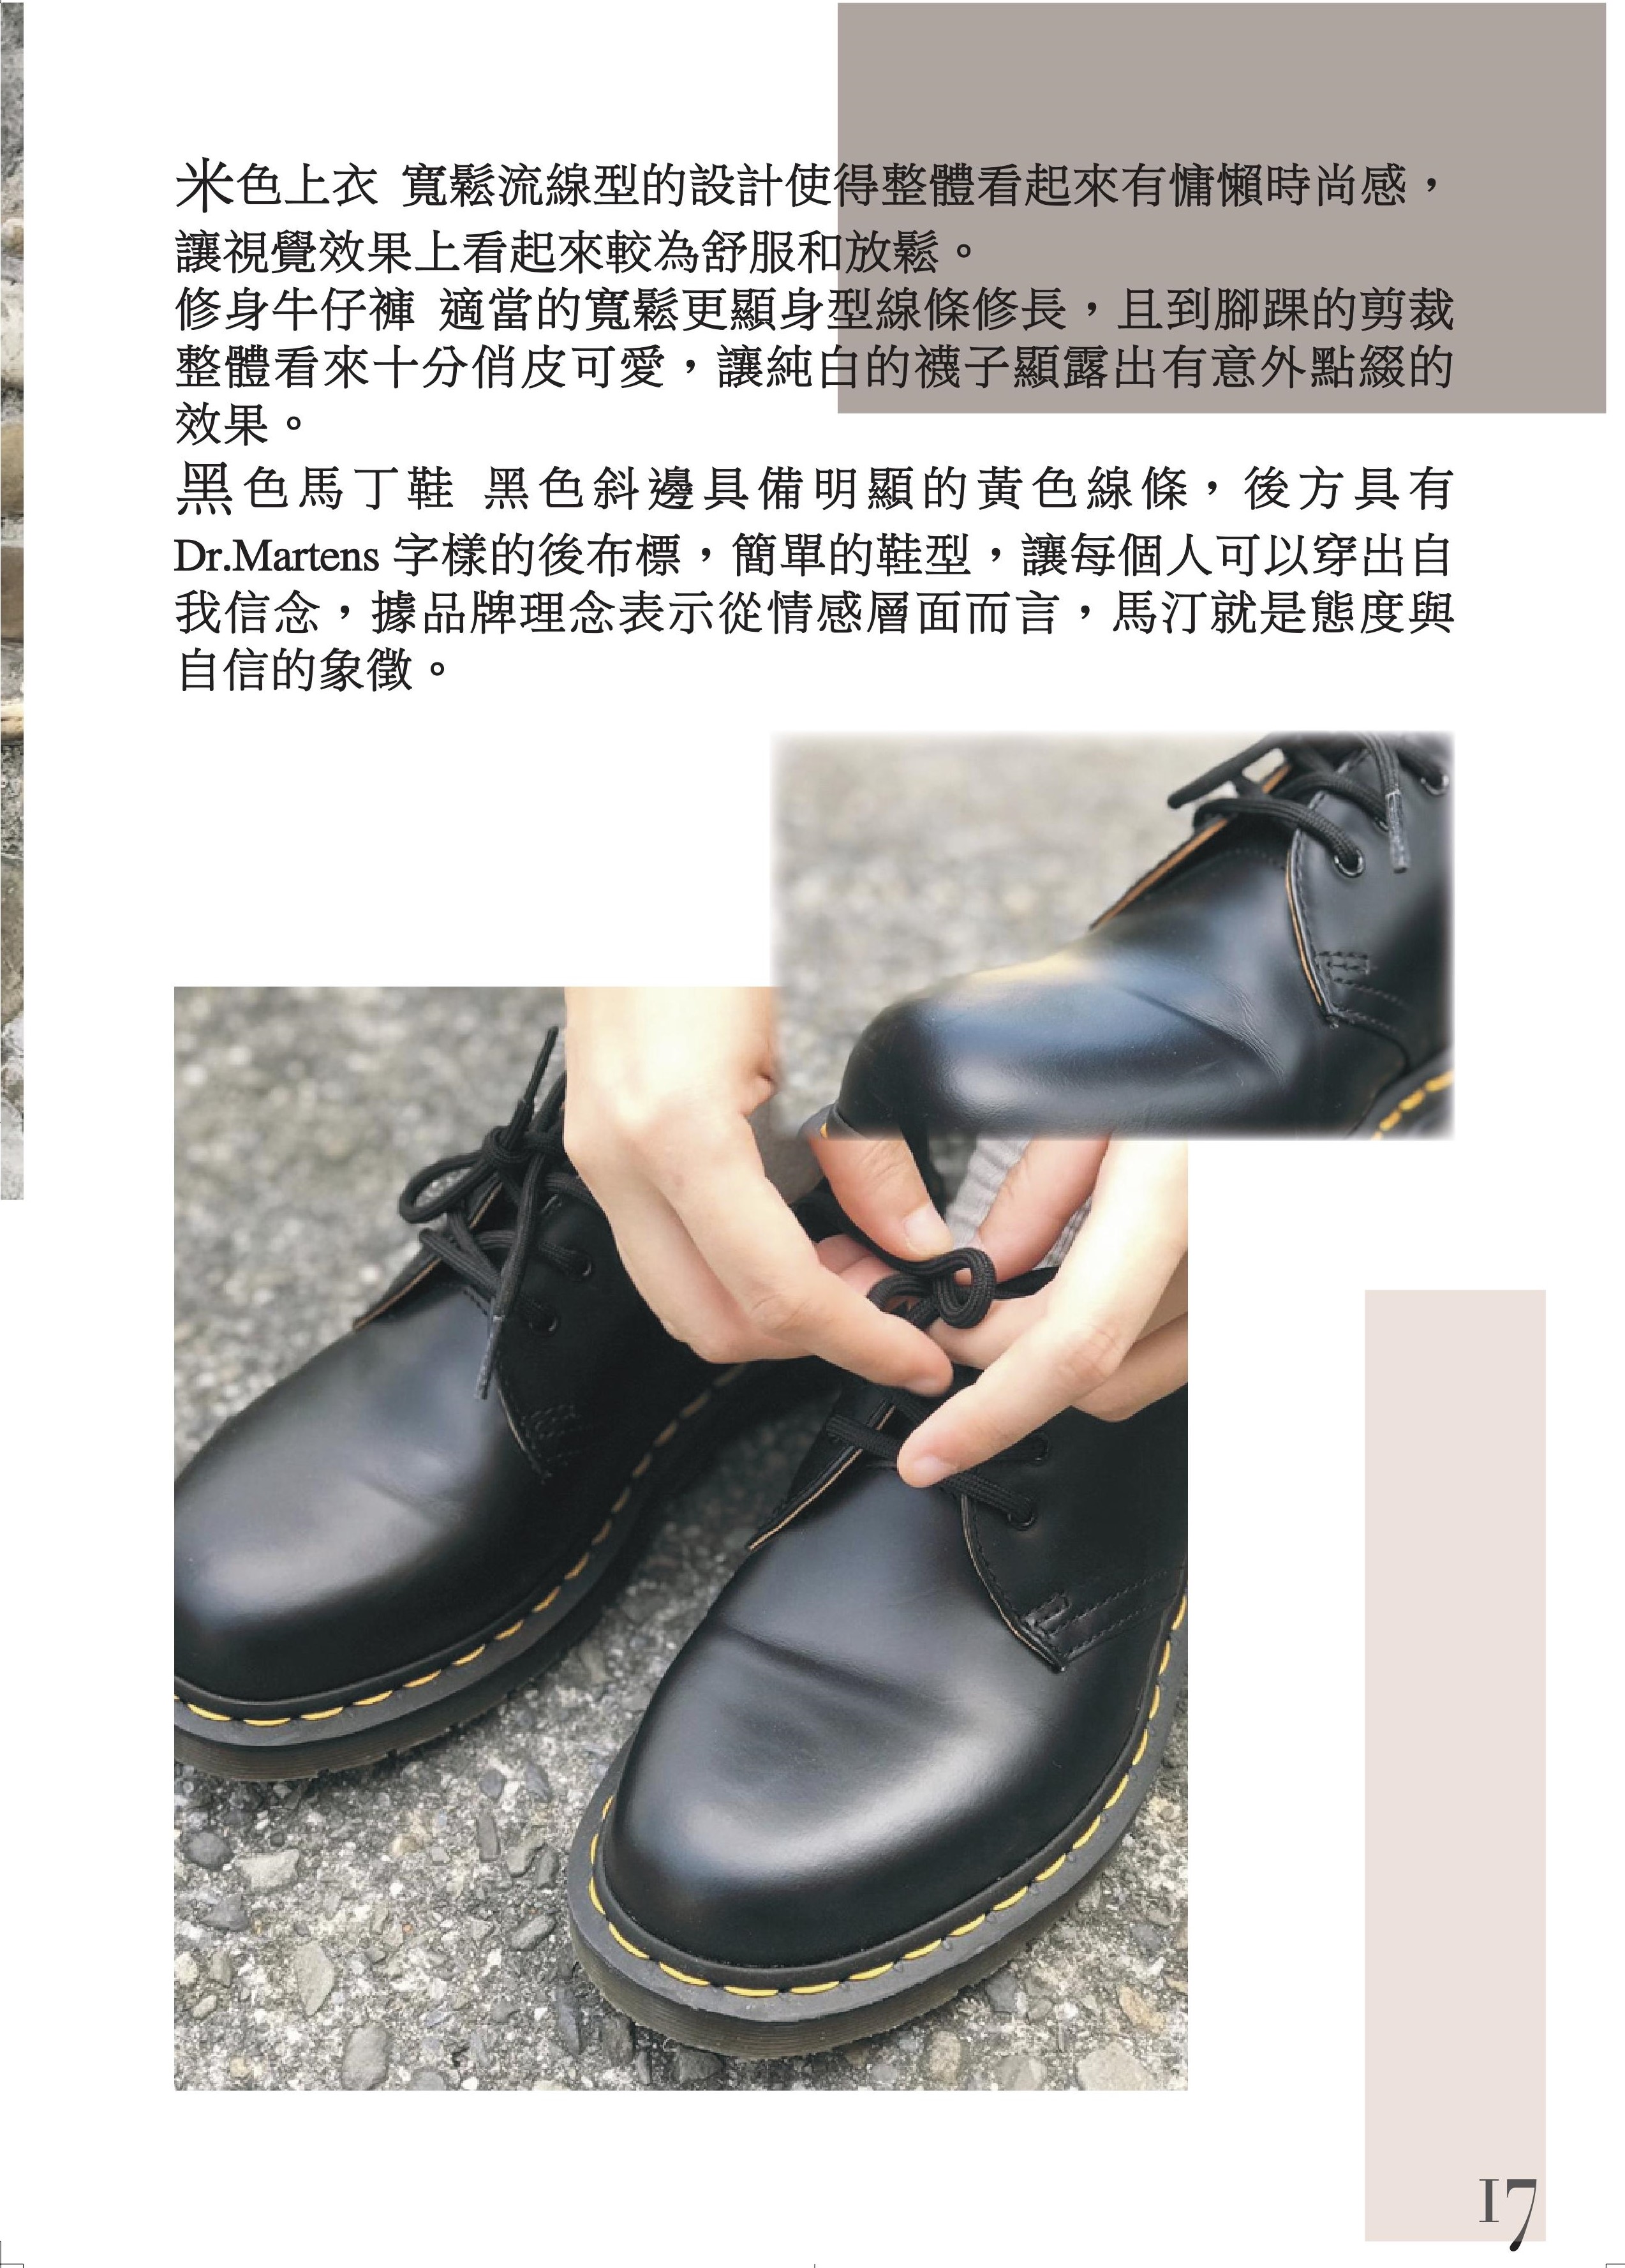 米色上衣 寬鬆流線型的設計使得整體看起來有慵懶時尚感，
讓視覺效果上看起來較為舒服和放鬆。
修身牛仔褲 適當的寬鬆更顯身型線條修長，且到腳踝的剪裁
整體看來十分俏皮可愛，讓純白的襪子顯露出有意外點綴的
效果。
黑色馬丁鞋 黑色斜邊具備明顯的黃色線條，後方具有
Dr.Martens 字樣的後布標，簡單的鞋型，讓每個人可以穿出自
我信念，據品牌理念表示從情感層面而言，馬汀就是態度與
自信的象徵。
17